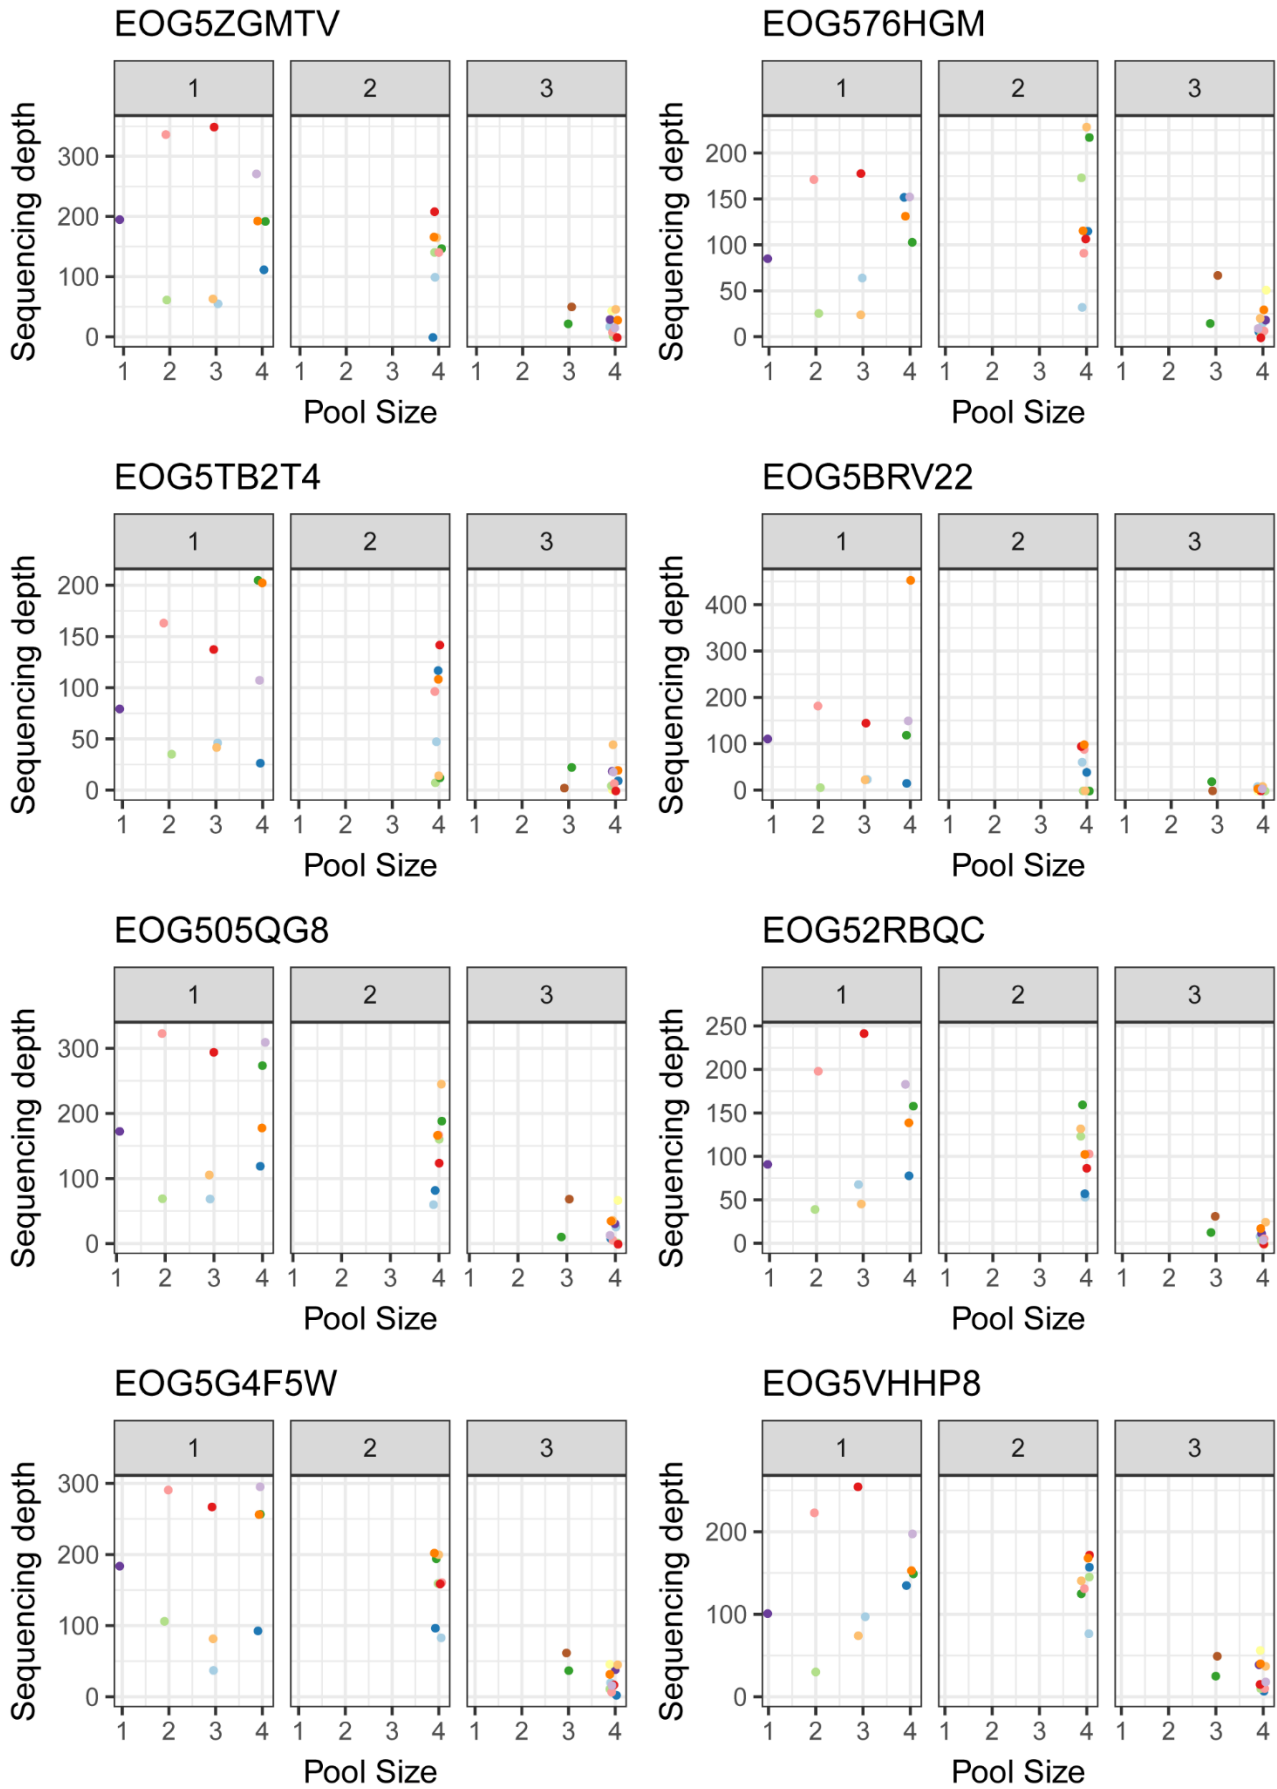 EOG5ZGMTV
1 2 3
Sequencing depth
300
200
100
0
1 2 3 4 1 2 3 4 1 2 3 4
Pool Size
EOG576HGM
1 2 3
Sequencing depth
200
150
100
50
0
1 2 3 4 1 2 3 4 1 2 3 4
Pool Size
EOG5TB2T4
1 2 3
Sequencing depth
200
150
100
50
0
1 2 3 4 1 2 3 4 1 2 3 4
Pool Size
EOG5BRV22
1 2 3
Sequencing depth
400
300
200
100
0
1 2 3 4 1 2 3 4 1 2 3 4
Pool Size
EOG505QG8
1 2 3
Sequencing depth
300
200
100
0
1 2 3 4 1 2 3 4 1 2 3 4
Pool Size
EOG52RBQC
1 2 3
Sequencing depth
250
200
150
100
50
0
1 2 3 4 1 2 3 4 1 2 3 4
Pool Size
EOG5G4F5W
1 2 3
Sequencing depth
300
200
100
0
1 2 3 4 1 2 3 4 1 2 3 4
Pool Size
EOG5VHHP8
1 2 3
Sequencing depth
200
100
0
1 2 3 4 1 2 3 4 1 2 3 4
Pool Size